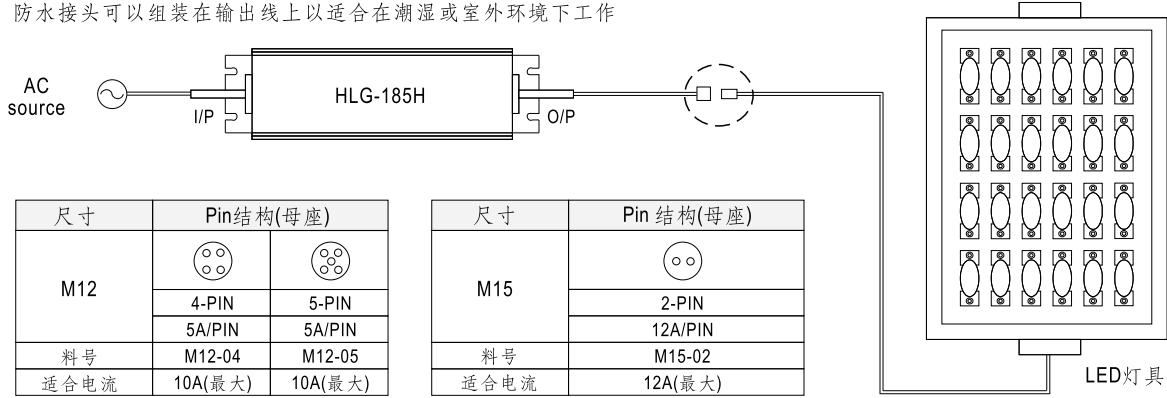 防水接头可以组装在输出线上以适合在潮湿或室外环境下工作
AC
source
I/P
HLG-185H
O/P
LED灯具
尺寸 Pin结构(母座)
M12
4-PIN 5-PIN
5A/PIN 5A/PIN
料号 M12-04 M12-05
适合电流 10A(最大) 10A(最大)
尺寸 Pin 结构(母座)
M15
2-PIN
12A/PIN
料号 M15-02
适合电流 12A(最大)